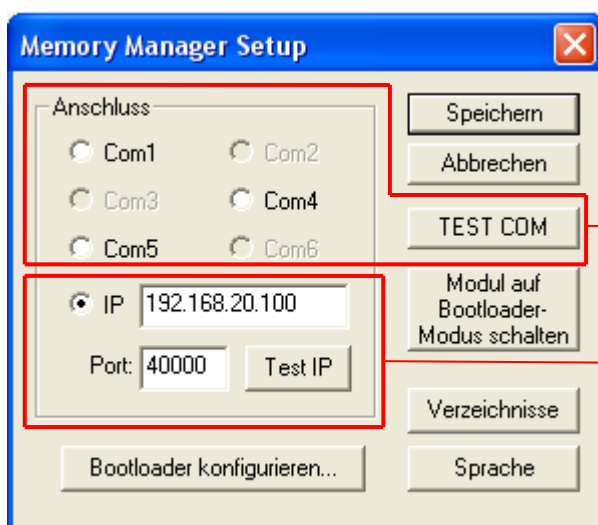 Memory Manager Setup
Anschluss
Com1
Com2
Com3
Com4
Com5
Com6
IP
192.168.20.100
Port:
40000
Test IP
Bootloader konfigurieren...
Speichern
Abbrechen
TEST COM
Modul auf
Bootloader-
Modus schalten
Verzeichnisse
Sprache